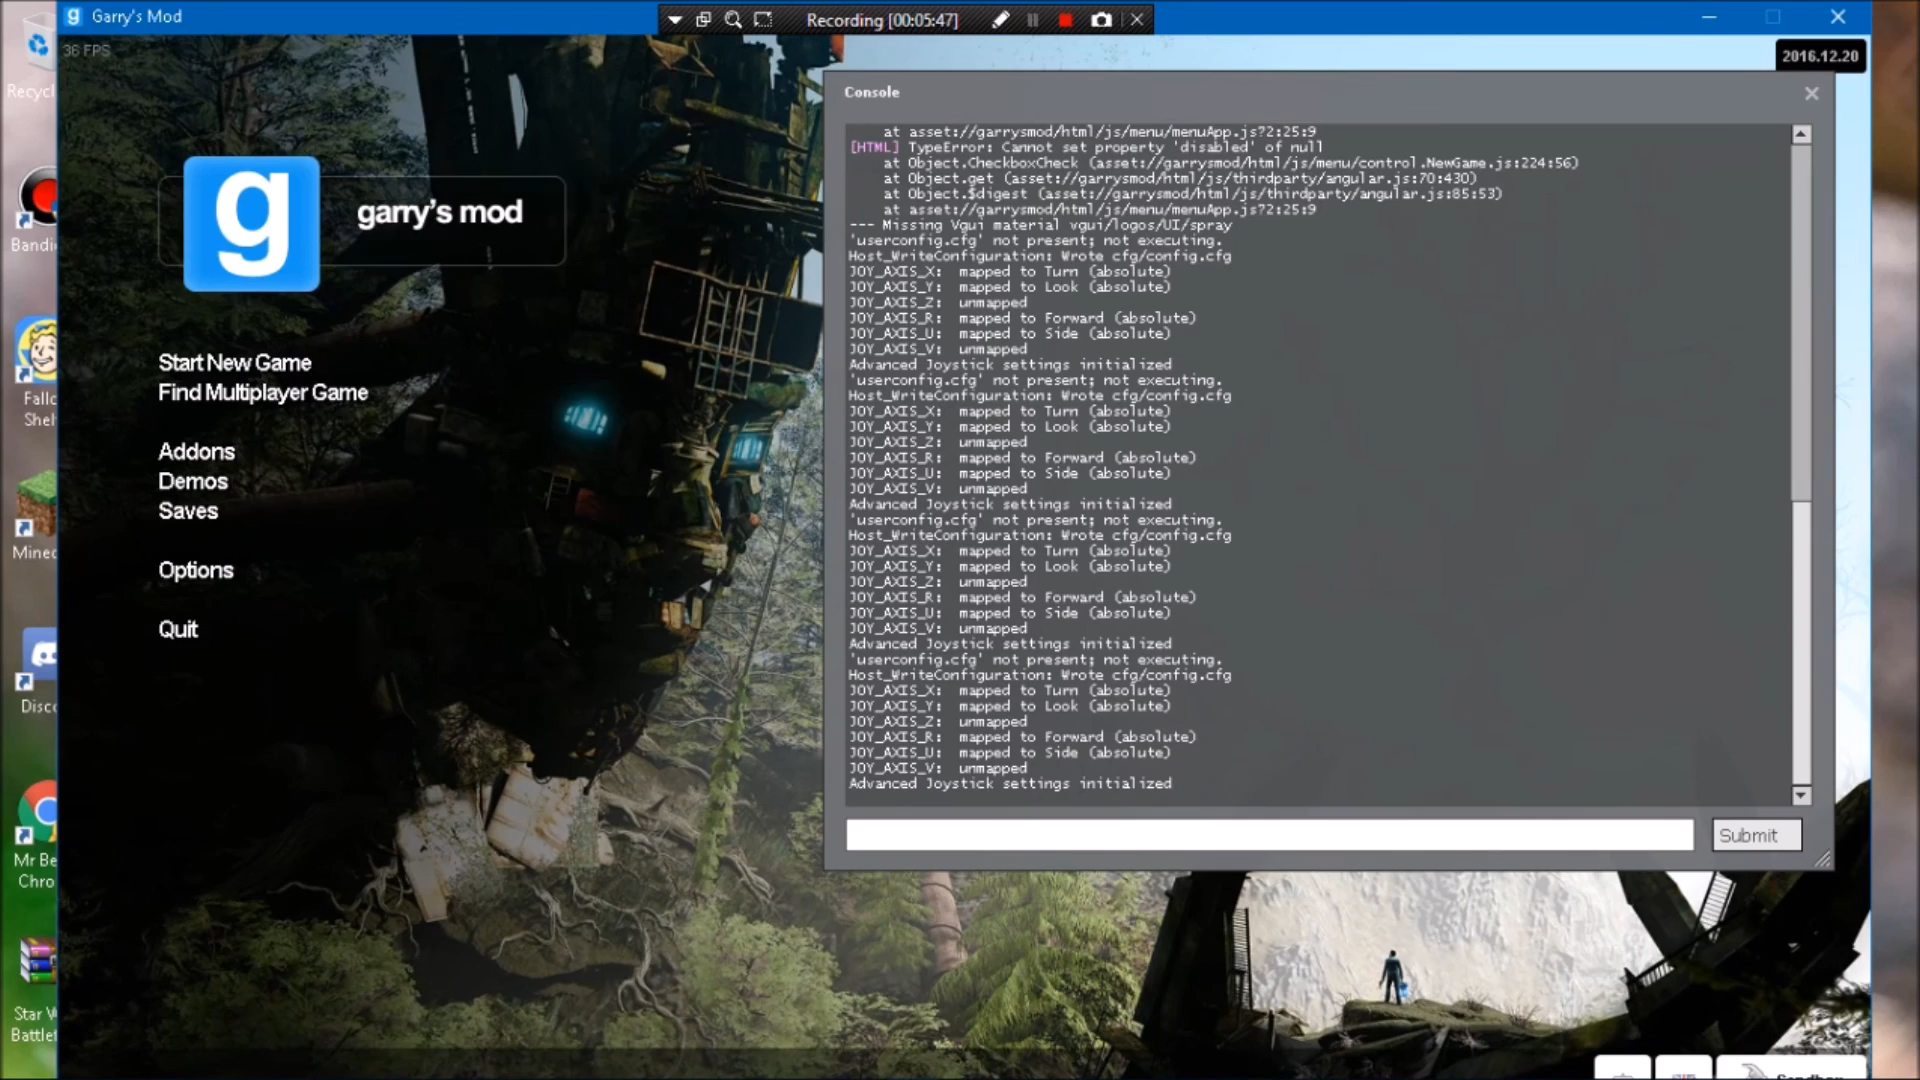 Garry's Mod
Recording [00:05:47]
36 FPS
2016.12.20
Recycl
Bandi
Fallo
Shel
Minec
Disco
Mr Be
Chro
Star W
Battlef
g
garry's mod
Start New Game
Find Multiplayer Game
Addons
Demos
Saves
Options
Quit
Console
at asset://garrysmod/html/js/menu/menuApp.js?2:25:9
[HTML] TypeError: Cannot set property 'disabled' of null
at Object.CheckboxCheck (asset://garrysmod/html/js/menu/control.NewGame.js:224:56)
at Object.get (asset://garrysmod/html/js/thirdparty/angular.js:70:430)
at Object.$digest (asset://garrysmod/html/js/thirdparty/angular.js:85:53)
at asset://garrysmod/html/js/menu/menuApp.js?2:25:9
--- Missing Vgui material vgui/logos/UI/spray
'userconfig.cfg' not present; not executing.
Host_WriteConfiguration: Wrote cfg/config.cfg
JOY_AXIS_X: mapped to Turn (absolute)
JOY_AXIS_Y: mapped to Look (absolute)
JOY_AXIS_Z: unmapped
JOY_AXIS_R: mapped to Forward (absolute)
JOY_AXIS_U: mapped to Side (absolute)
JOY_AXIS_V: unmapped
Advanced Joystick settings initialized
'userconfig.cfg' not present; not executing.
Host_WriteConfiguration: Wrote cfg/config.cfg
JOY_AXIS_X: mapped to Turn (absolute)
JOY_AXIS_Y: mapped to Look (absolute)
JOY_AXIS_Z: unmapped
JOY_AXIS_R: mapped to Forward (absolute)
JOY_AXIS_U: mapped to Side (absolute)
JOY_AXIS_V: unmapped
Advanced Joystick settings initialized
'userconfig.cfg' not present; not executing.
Host_WriteConfiguration: Wrote cfg/config.cfg
JOY_AXIS_X: mapped to Turn (absolute)
JOY_AXIS_Y: mapped to Look (absolute)
JOY_AXIS_Z: unmapped
JOY_AXIS_R: mapped to Forward (absolute)
JOY_AXIS_U: mapped to Side (absolute)
JOY_AXIS_V: unmapped
Advanced Joystick settings initialized
'userconfig.cfg' not present; not executing.
Host_WriteConfiguration: Wrote cfg/config.cfg
JOY_AXIS_X: mapped to Turn (absolute)
JOY_AXIS_Y: mapped to Look (absolute)
JOY_AXIS_Z: unmapped
JOY_AXIS_R: mapped to Forward (absolute)
JOY_AXIS_U: mapped to Side (absolute)
JOY_AXIS_V: unmapped
Advanced Joystick settings initialized
Submit
Sandbox